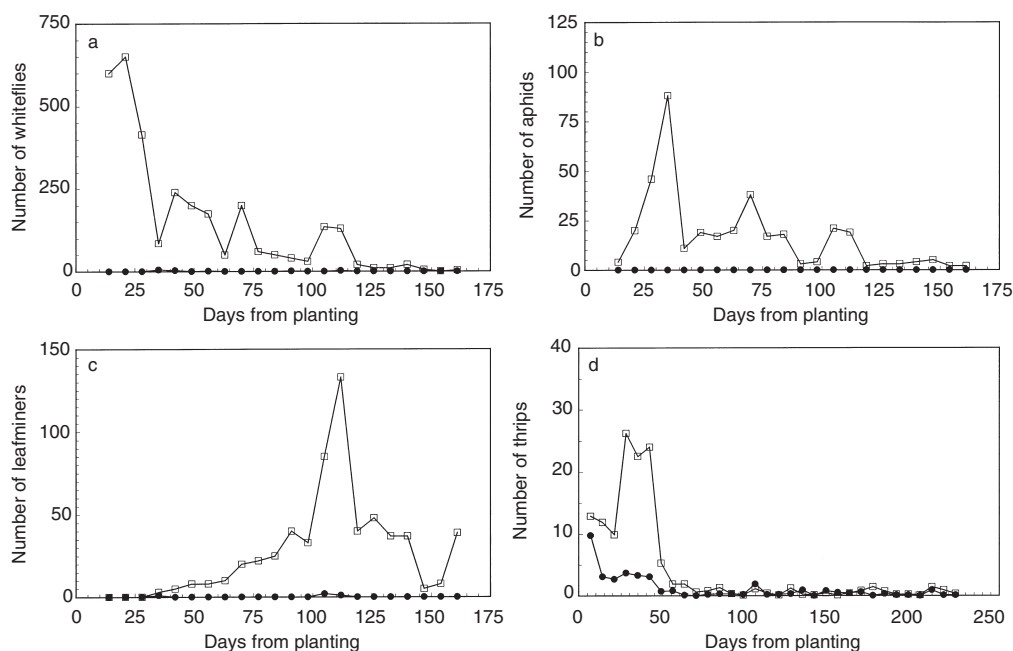 750
500
250
0
Number of whiteflies
a
0 25 50 75 100 125 150 175
Days from planting
125
100
75
50
25
0
Number of aphids
b
0 25 50 75 100 125 150 175
Days from planting
150
100
50
0
Number of leafminers
c
0 25 50 75 100 125 150 175
Days from planting
40
30
20
10
0
Number of thrips
d
0 50 100 150 200 250
Days from planting